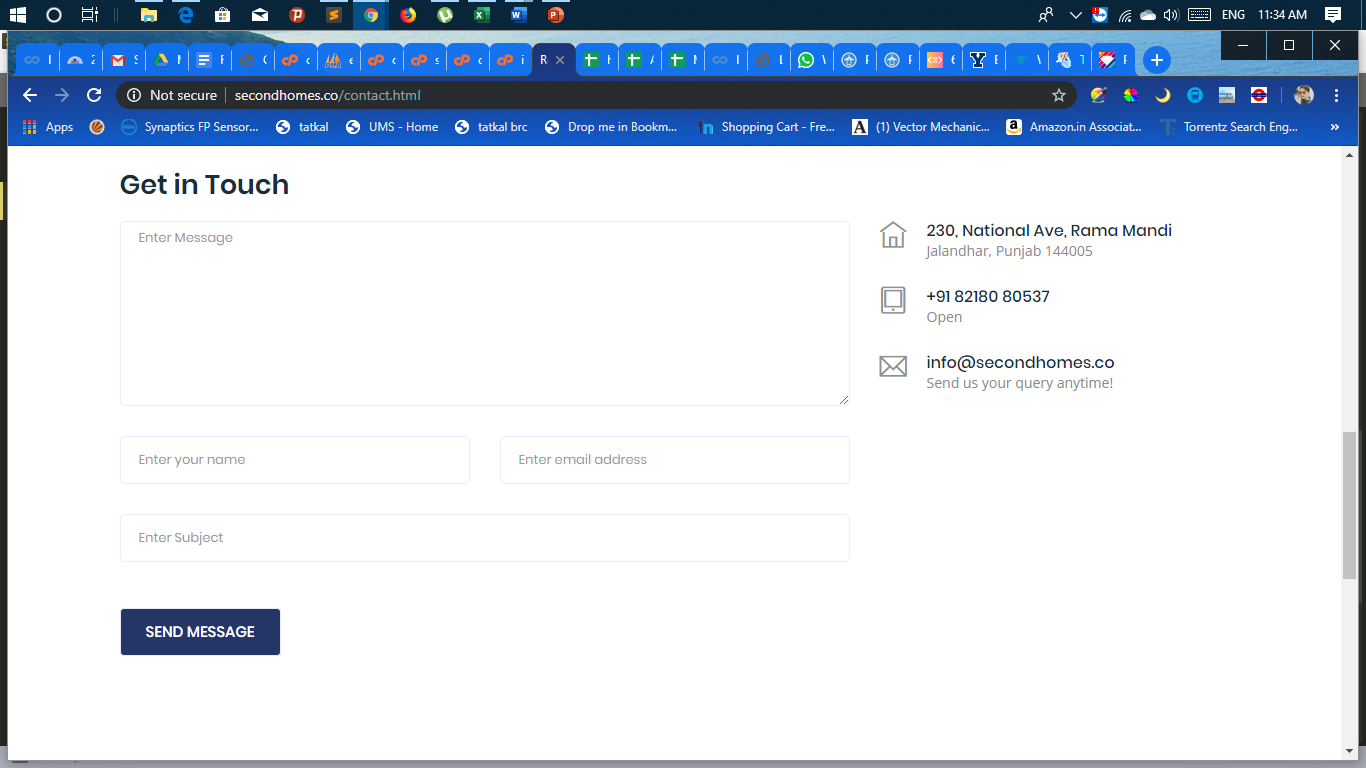 ENG 11:34 AM
Not secure secondhomes.co/contact.html
Apps Synaptics FP Sensor... tatkal UMS - Home tatkal brc Drop me in Bookm... Shopping Cart - Fre... (1) Vector Mechanic... Amazon.in Associat... Torrentz Search Eng... »
Get in Touch
Enter Message
230, National Ave, Rama Mandi
Jalandhar, Punjab 144005
+91 82180 80537
Open
info@secondhomes.co
Send us your query anytime!
Enter your name
Enter email address
Enter Subject
SEND MESSAGE